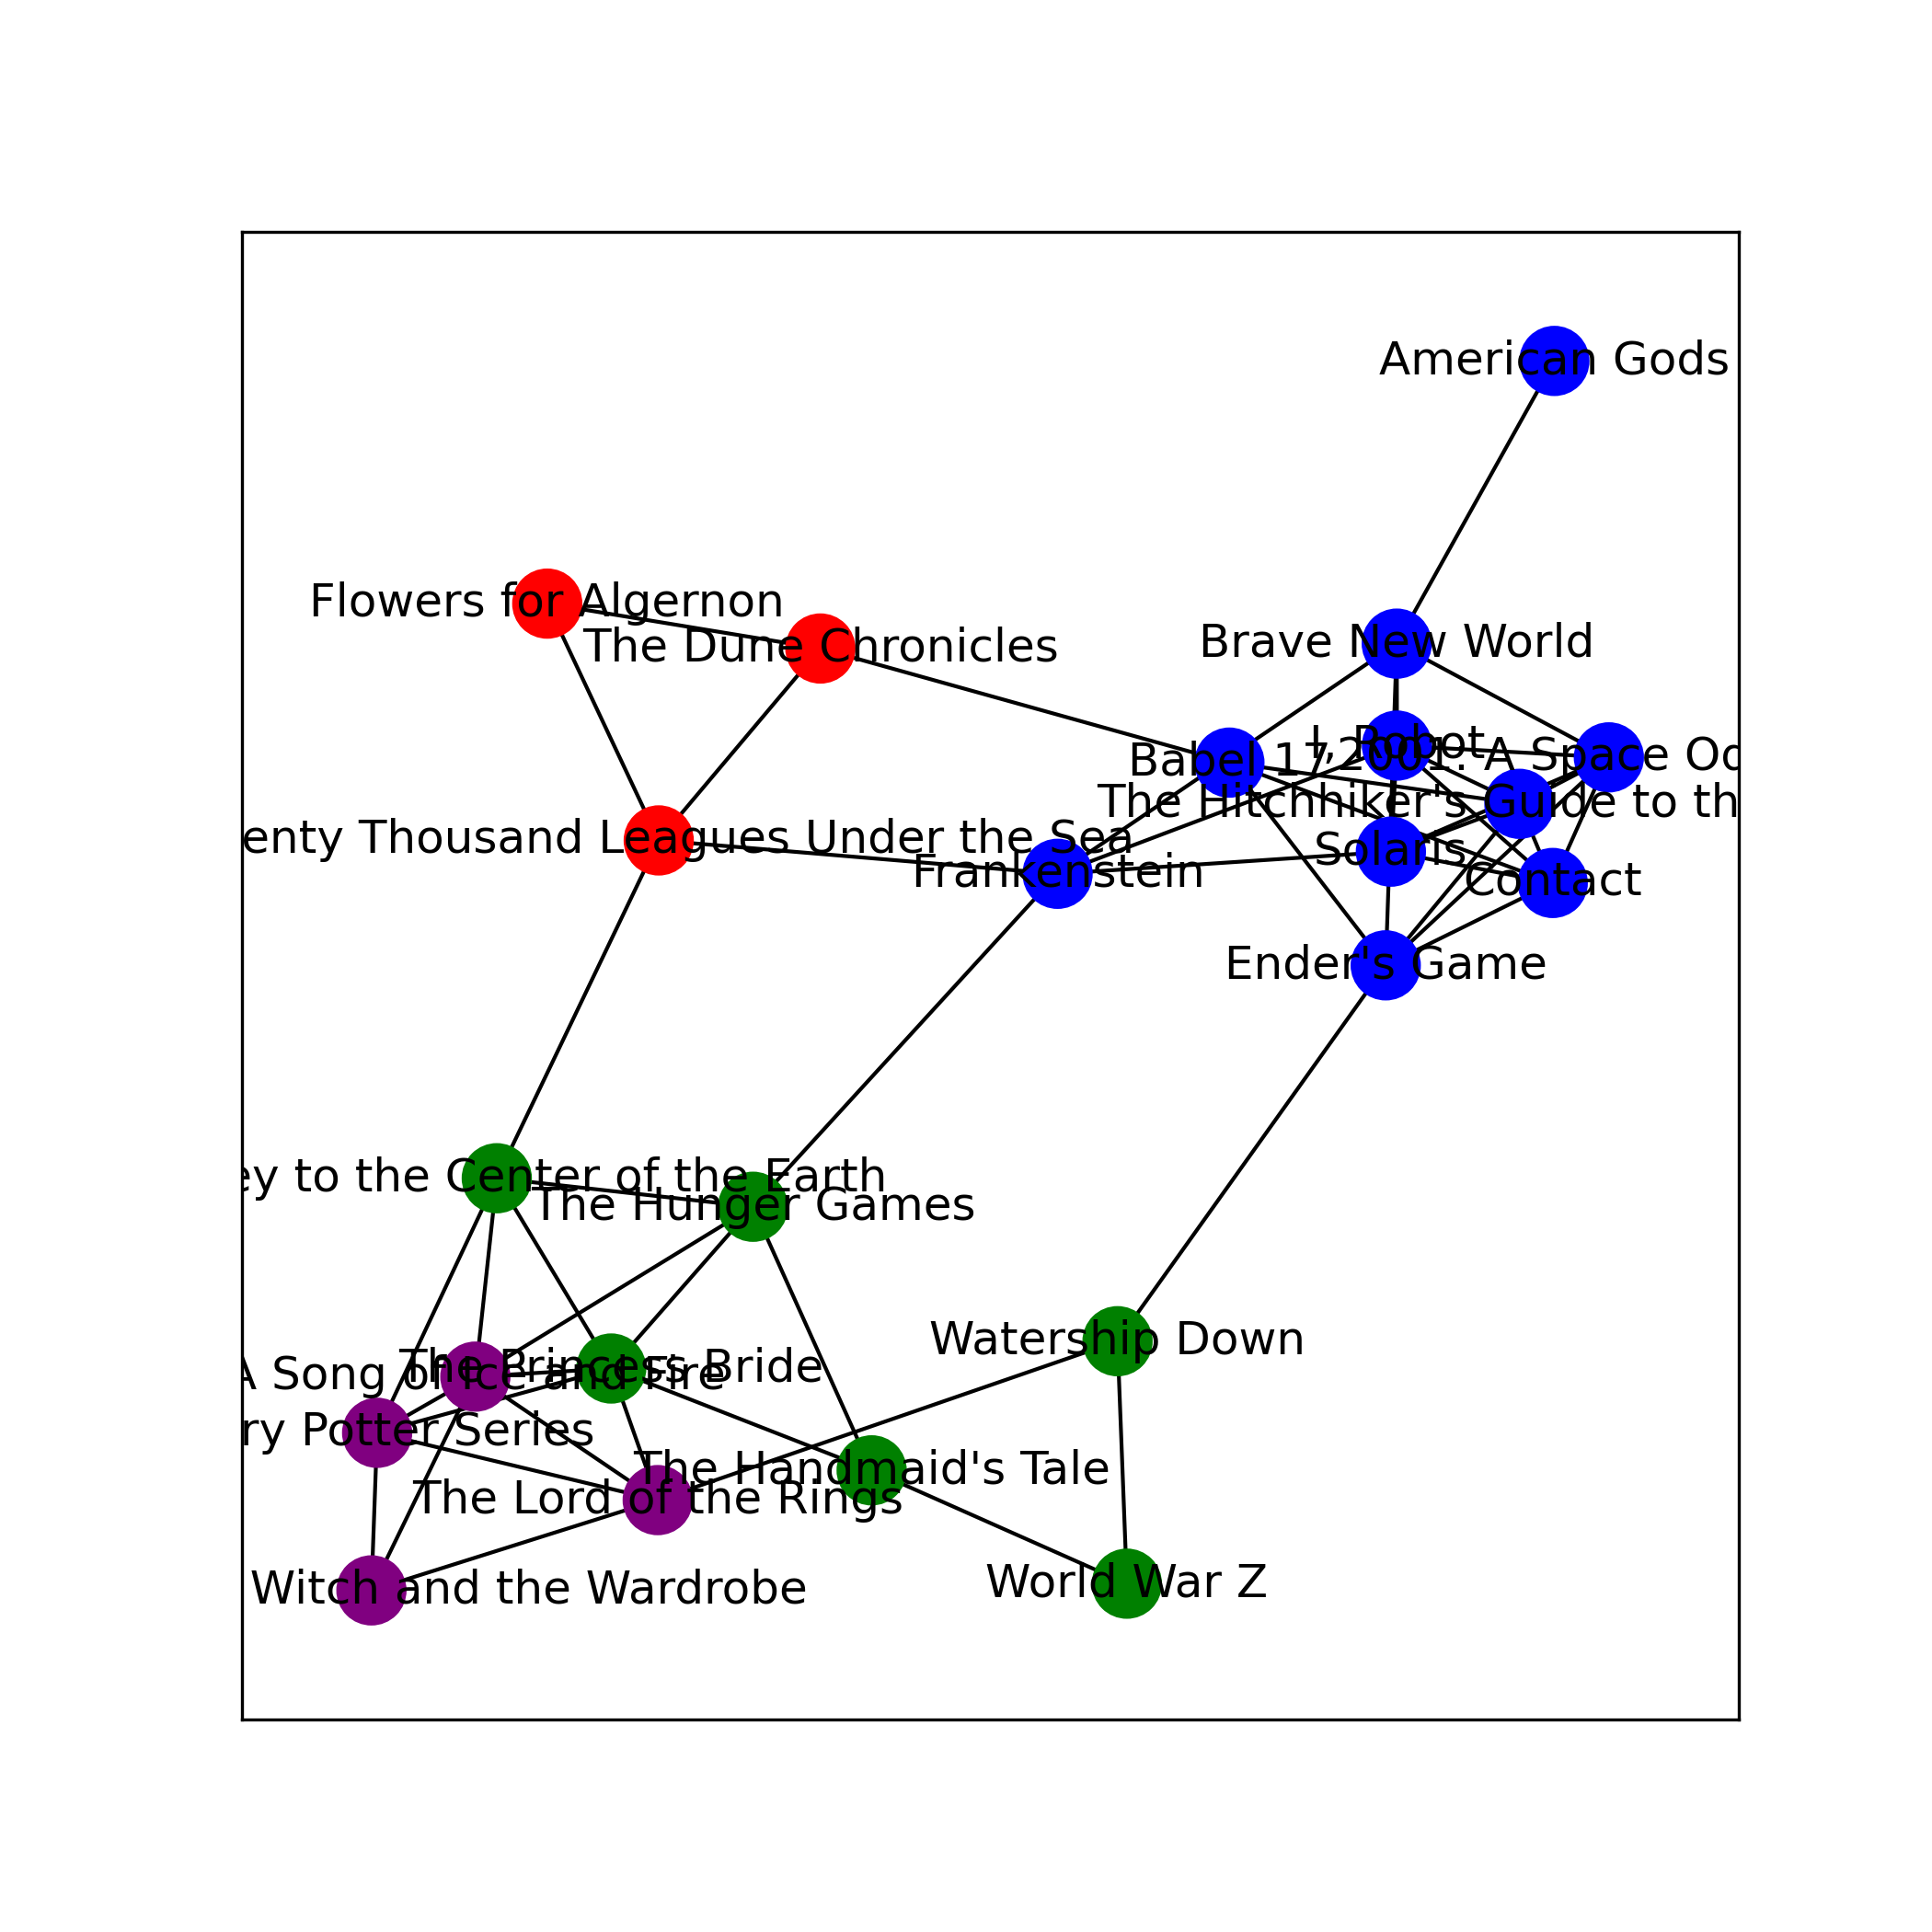 American Gods
Flowers for Algernon
The Dune Chronicles
Brave New World
I, Robot
Babel 17
2001: A Space Od
The Hitchhiker's Guide to th
enty Thousand Leagues Under the Sea
Solaris
Frankenstein
Contact
Ender's Game
ey to the Center of the Earth
The Hunger Games
Watership Down
The Princess Bride
A Song of Ice and Fire
ry Potter Series
The Handmaid's Tale
The Lord of the Rings
World War Z
Witch and the Wardrobe